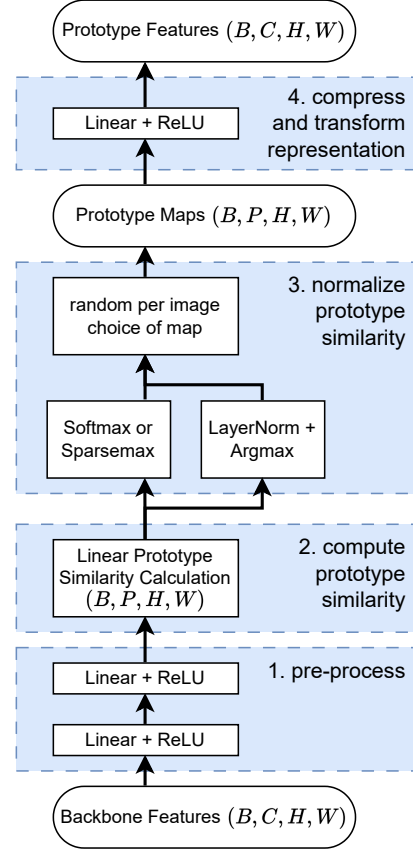 Prototype Features (B, C, H, W)
4. compress
and transform
representation
Linear + ReLU
Prototype Maps (B, P, H, W)
3. normalize
prototype
similarity
random per image
choice of map
Softmax or
Sparsemax
LayerNorm +
Argmax
2. compute
prototype
similarity
Linear Prototype
Similarity Calculation
(B, P, H, W)
1. pre-process
Linear + ReLU
Linear + ReLU
Backbone Features (B, C, H, W)